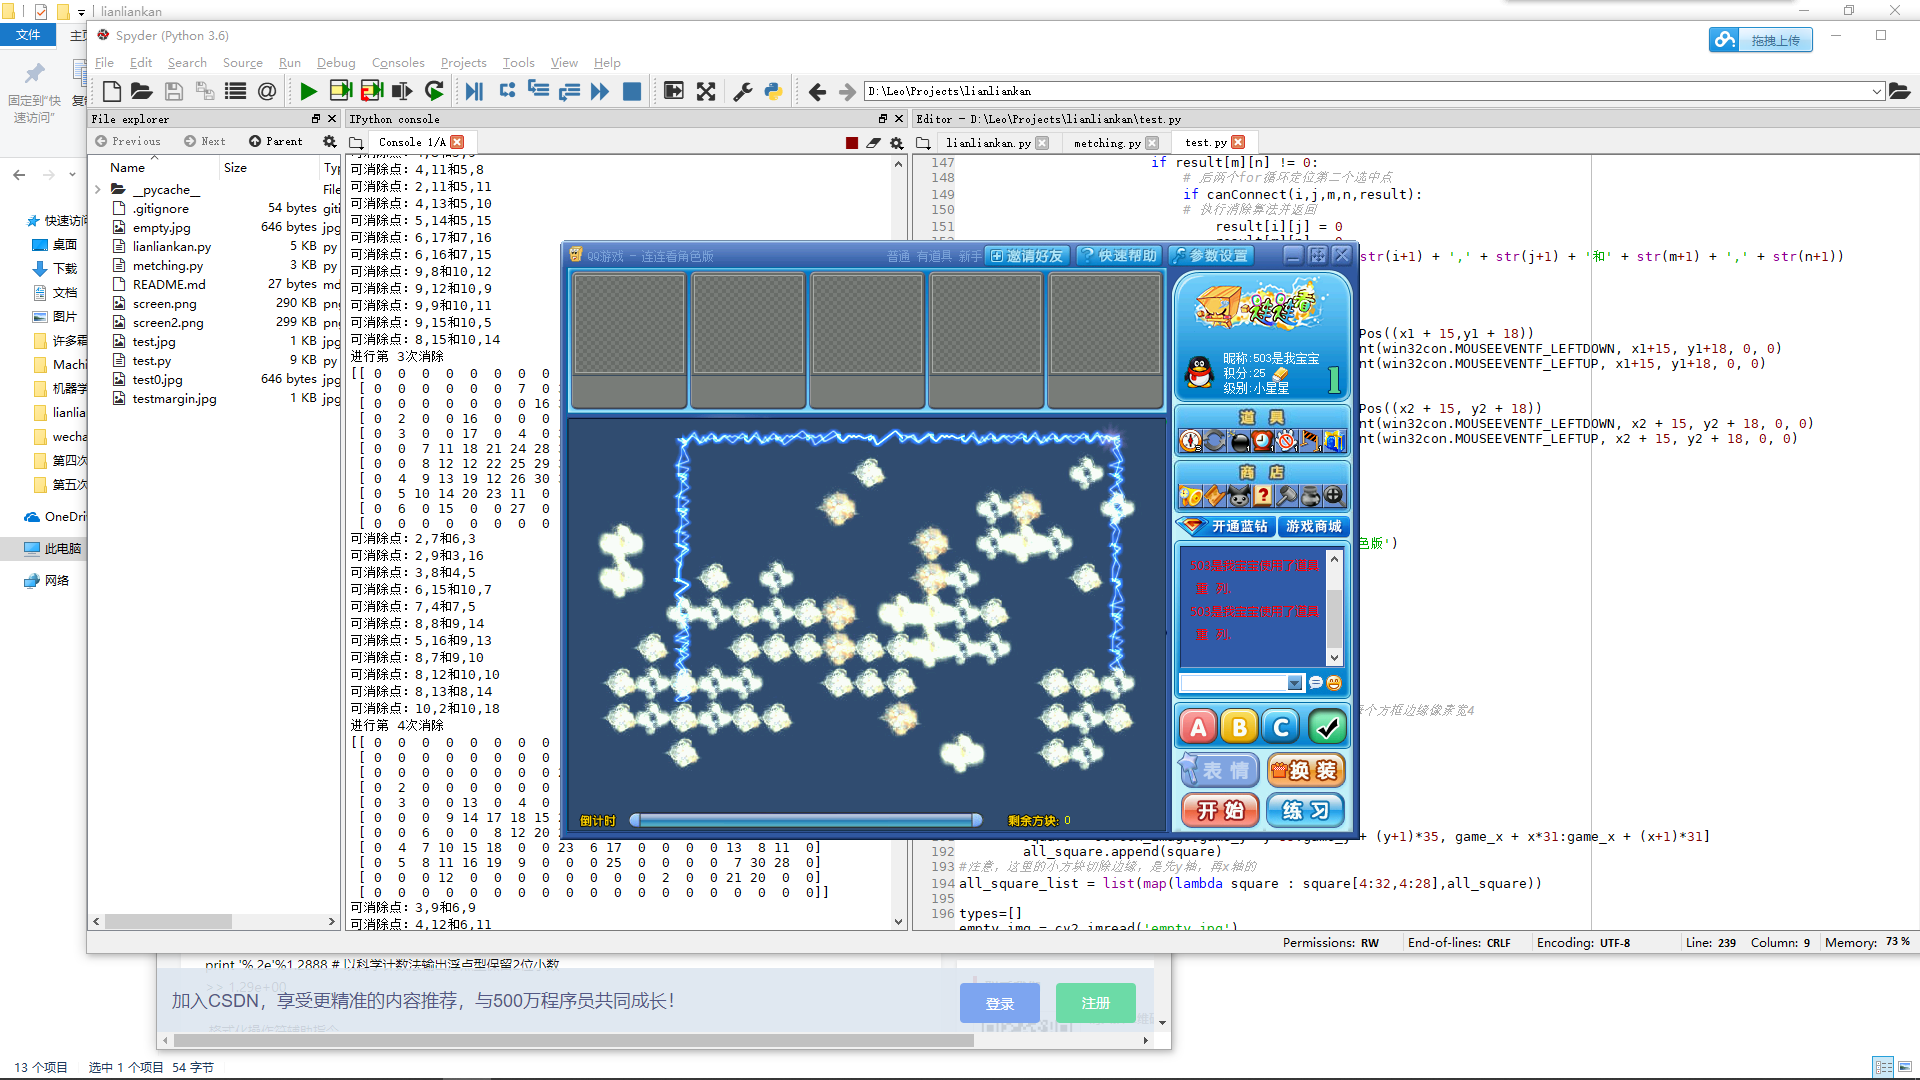 lianliankan
文件
主页
固定到"快
速访问"
快速访问
桌面
下载
文档
图片
许多霜
Machi
机器学
lianlia
wecha
第四次
第五次
OneDri
此电脑
网络
13 个项目 选中 1 个项目 54 字节
Spyder (Python 3.6)
拖拽上传
File Edit Search Source Run Debug Consoles Projects Tools View Help
D:\Leo\Projects\lianliankan
File explorer
Previous Next Parent
Name Size Typ
__pycache__ File
.gitignore 54 bytes giti
empty.jpg 646 bytes jpg
lianliankan.py 5 KB py
metching.py 3 KB py
README.md 27 bytes md
screen.png 290 KB png
screen2.png 299 KB png
test.jpg 1 KB jpg
test.py 9 KB py
test0.jpg 646 bytes jpg
testmargin.jpg 1 KB jpg
IPython console
Console 1/A
可消除点: 4,11和5,8
可消除点: 2,11和5,11
可消除点: 4,13和5,10
可消除点: 5,14和5,15
可消除点: 6,17和7,16
可消除点: 6,16和7,15
可消除点: 9,8和10,12
可消除点: 9,12和10,9
可消除点: 9,9和10,11
可消除点: 9,15和10,5
可消除点: 8,15和10,14
进行第 3次消除
[[ 0 0 0 0 0 0 0 0
[ 0 0 0 0 0 0 7 0
[ 0 0 0 0 0 0 0 16
[ 0 2 0 0 16 0 0 0
[ 0 3 0 0 17 0 4 0
[ 0 0 7 11 18 21 24 28
[ 0 0 8 12 12 22 25 29
[ 0 4 9 13 19 12 26 30
[ 0 5 10 14 20 23 11 0
[ 0 6 0 15 0 0 27 0
[ 0 0 0 0 0 0 0 0
可消除点: 2,7和6,3
可消除点: 2,9和3,16
可消除点: 3,8和4,5
可消除点: 6,15和10,7
可消除点: 7,4和7,5
可消除点: 8,8和9,14
可消除点: 5,16和9,13
可消除点: 8,7和9,10
可消除点: 8,12和10,10
可消除点: 8,13和8,14
可消除点: 10,2和10,18
进行第 4次消除
[[ 0 0 0 0 0 0 0 0
[ 0 0 0 0 0 0 0 0
[ 0 0 0 0 0 0 0 0
[ 0 2 0 0 0 0 0 0
[ 0 3 0 0 13 0 4 0
[ 0 0 0 9 14 17 18 15
[ 0 0 6 0 0 8 12 20
[ 0 4 7 10 15 18 0 0 23 6 17 0 0 0 0 13 8 11 0]
[ 0 5 8 11 16 19 9 0 0 0 25 0 0 0 0 7 30 28 0]
[ 0 0 0 12 0 0 0 0 0 0 0 0 2 0 0 21 20 0 0]
[ 0 0 0 0 0 0 0 0 0 0 0 0 0 0 0 0 0 0 0]]
可消除点: 3,9和6,9
可消除点: 4,12和6,11
Editor - D:\Leo\Projects\lianliankan\test.py
lianliankan.py metching.py test.py
147 if result[m][n] != 0:
148 # 后两个for循环定位第二个选中点
149 if canConnect(i,j,m,n,result):
150 # 执行消除算法并返回
151 result[i][j] = 0
str(i+1) + ',' + str(j+1) + '和' + str(m+1) + ',' + str(n+1))
Pos((x1 + 15,y1 + 18))
nt(win32con.MOUSEEVENTF_LEFTDOWN, x1+15, y1+18, 0, 0)
nt(win32con.MOUSEEVENTF_LEFTUP, x1+15, y1+18, 0, 0)
Pos((x2 + 15, y2 + 18))
nt(win32con.MOUSEEVENTF_LEFTDOWN, x2 + 15, y2 + 18, 0, 0)
nt(win32con.MOUSEEVENTF_LEFTUP, x2 + 15, y2 + 18, 0, 0)
色版')
个方框边缘像素宽4
+ (y+1)*35, game_x + x*31:game_x + (x+1)*31]
192 all_square.append(square)
193 #注意，这里的小方块切除边缘，是先y轴，再x轴的
194 all_square_list = list(map(lambda square : square[4:32,4:28],all_square))
195
196 types=[]
empty_img = cv2.imread('empty.jpg')
Permissions: RW End-of-lines: CRLF Encoding: UTF-8 Line: 239 Column: 9 Memory: 73 %
QQ游戏 - 连连看角色版
普通 有道具 新手
邀请好友
快速帮助
参数设置
连连看
昵称:503是我宝宝
积分:25
级别:小星星
1
道 具
商 店
开通蓝钻
游戏商城
503是我宝宝使用了道具
重 列
503是我宝宝使用了道具
重 列
A B C
表 情
换 装
开 始
练 习
倒计时
剩余方块: 0
print '%.2e'%1.2888 # 以科学计数法输出浮点型保留2位小数
>> 1.29e+00
加入CSDN，享受更精准的内容推荐，与500万程序员共同成长！
登录
注册